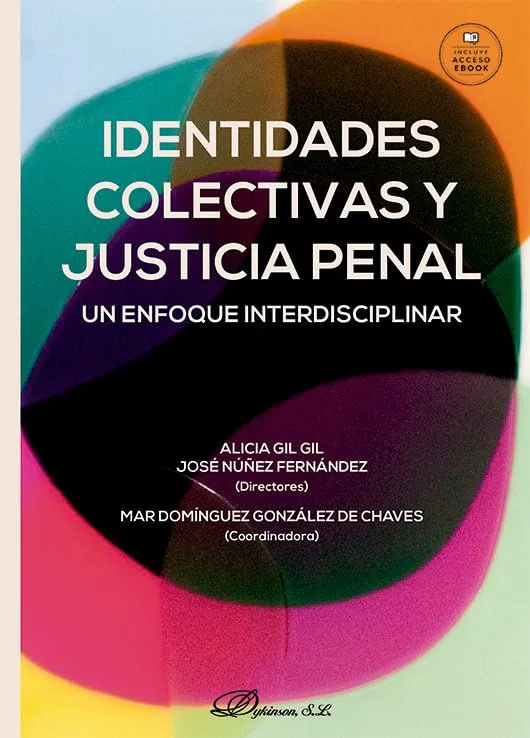 INCLUYE
ACCESO
EBOOK
IDENTIDADES
COLECTIVAS Y
JUSTICIA PENAL
UN ENFOQUE INTERDISCIPLINAR
ALICIA GIL GIL
JOSÉ NÚÑEZ FERNÁNDEZ
(Directores)
MAR DOMÍNGUEZ GONZÁLEZ DE CHAVES
(Coordinadora)
Dykinson, S.L.